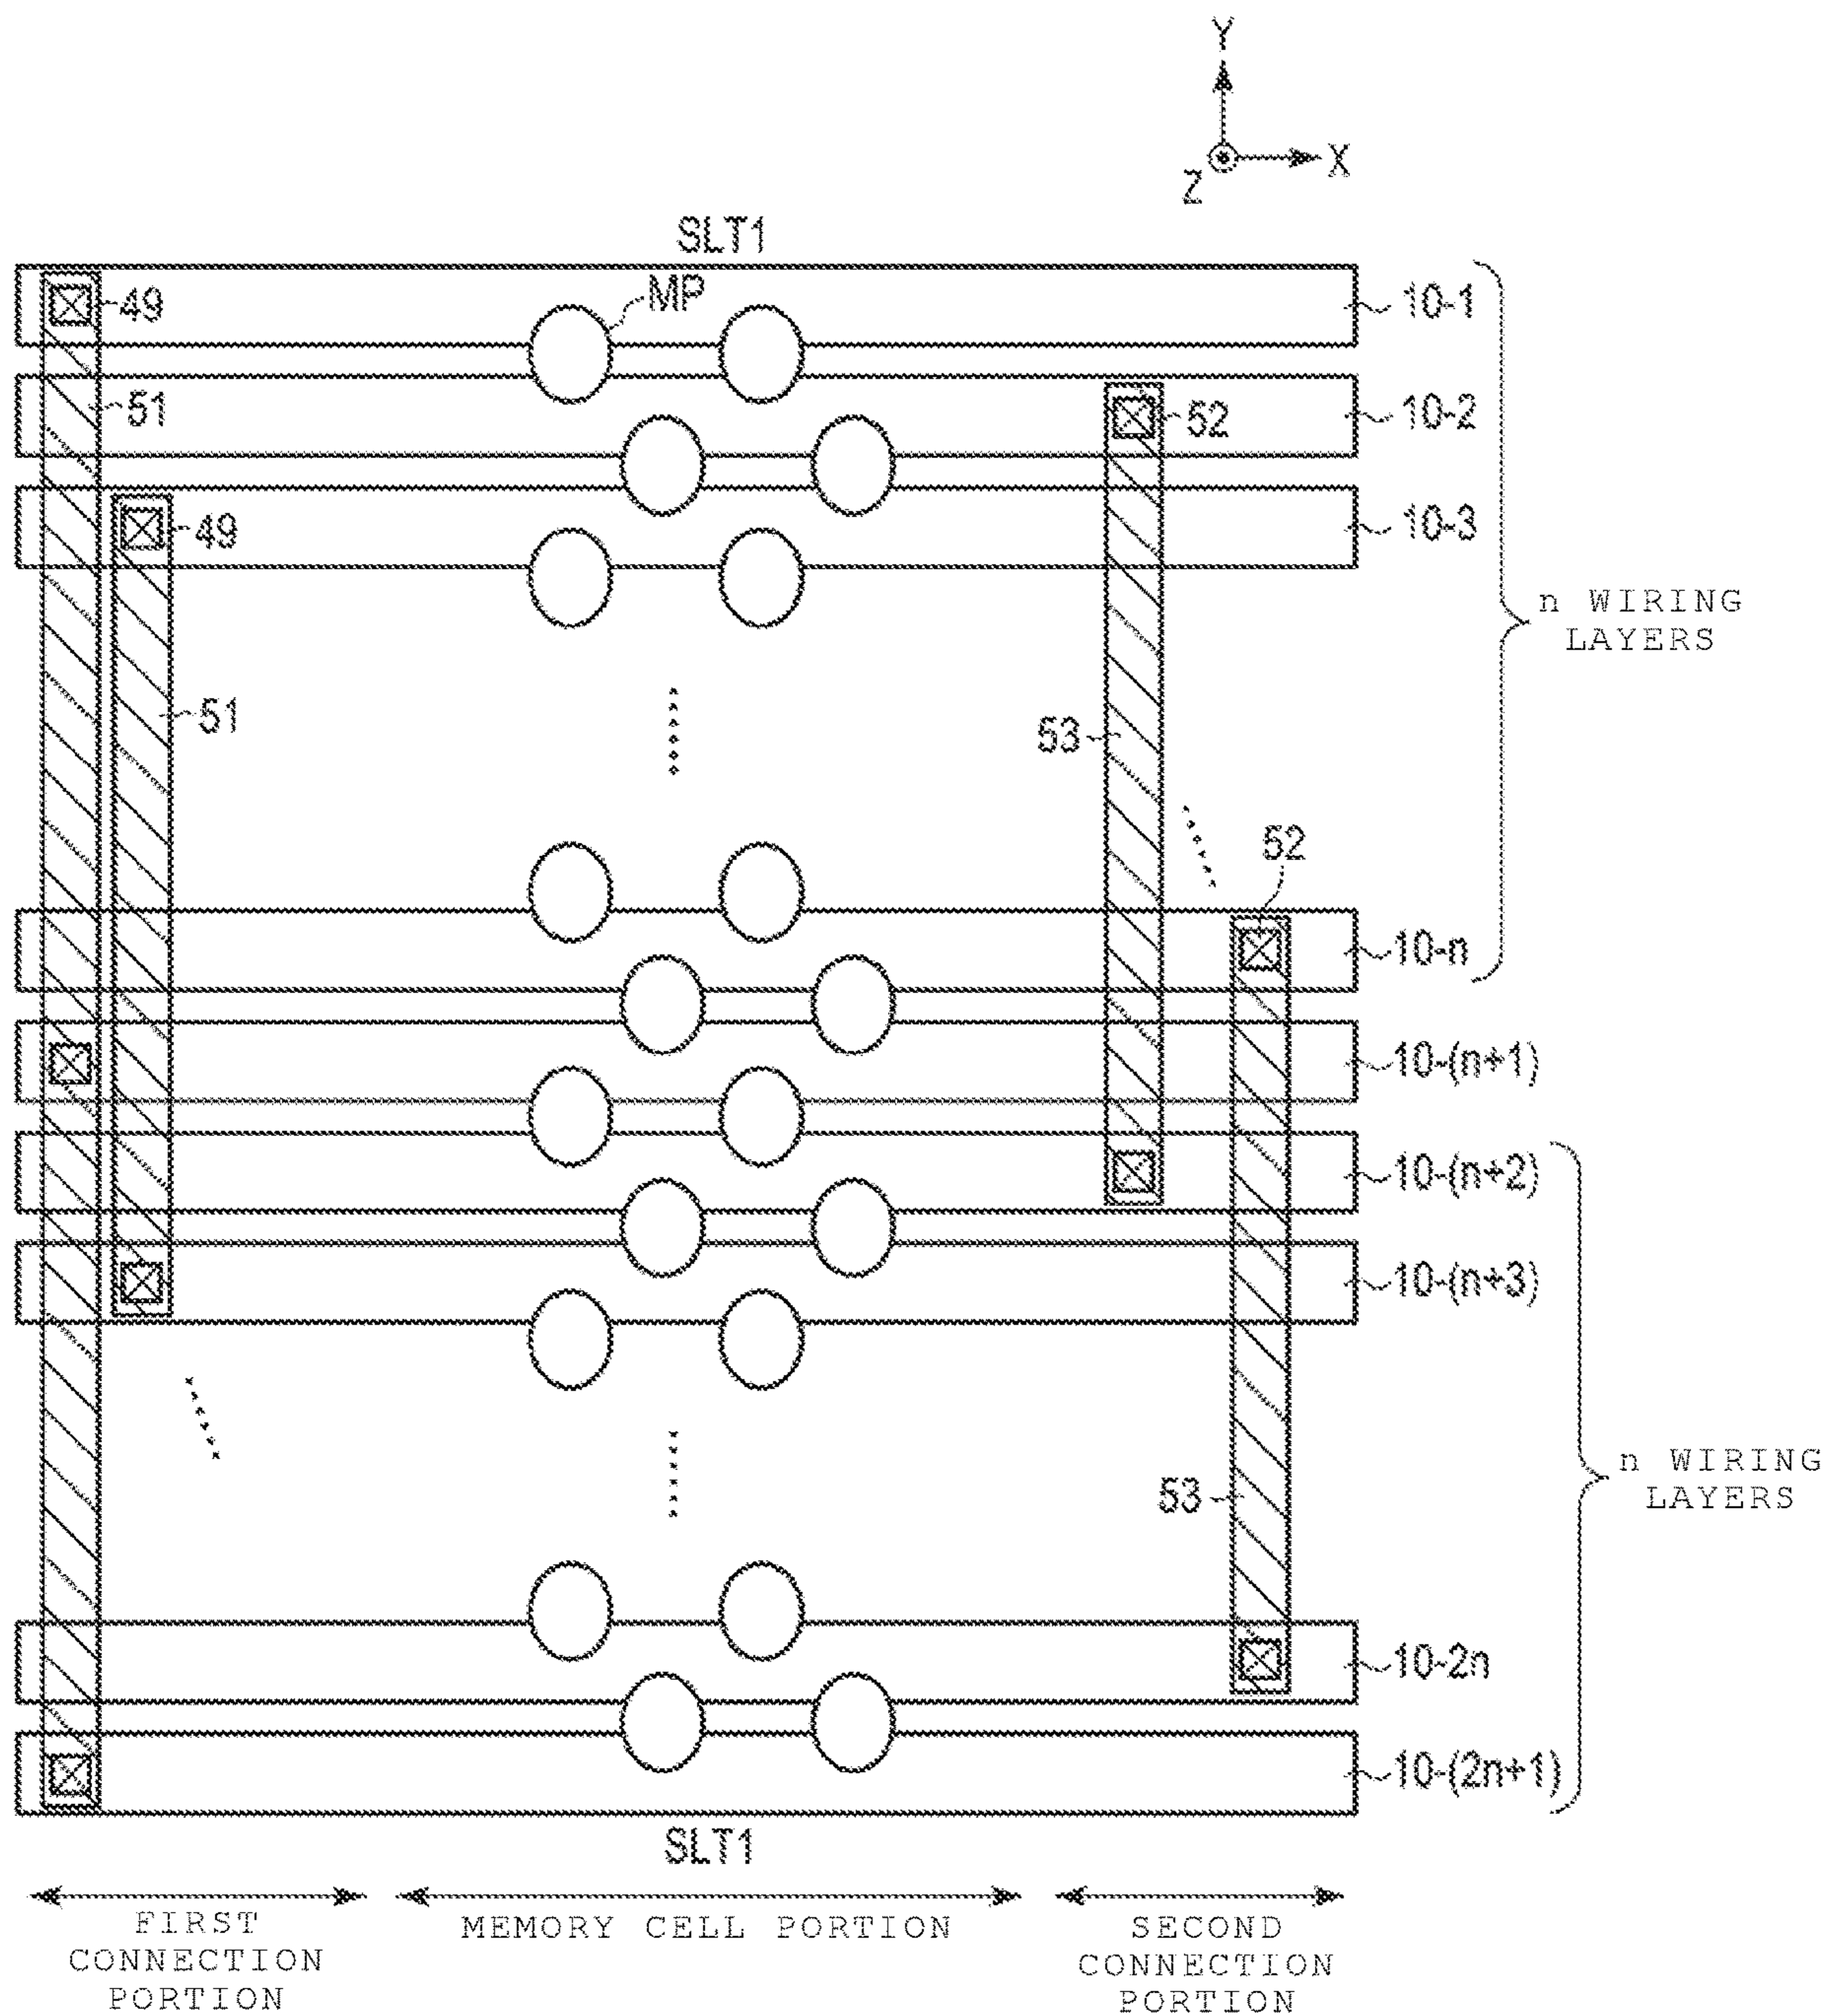 Y
X
Z
SLT1
49
MP
10-1
51
52
10-2
49
10-3
n WIRING
LAYERS
51
53
52
10-n
10-(n+1)
10-(n+2)
10-(n+3)
n WIRING
LAYERS
53
10-2n
10-(2n+1)
SLT1
FIRST
CONNECTION
PORTION
MEMORY CELL PORTION
SECOND
CONNECTION
PORTION